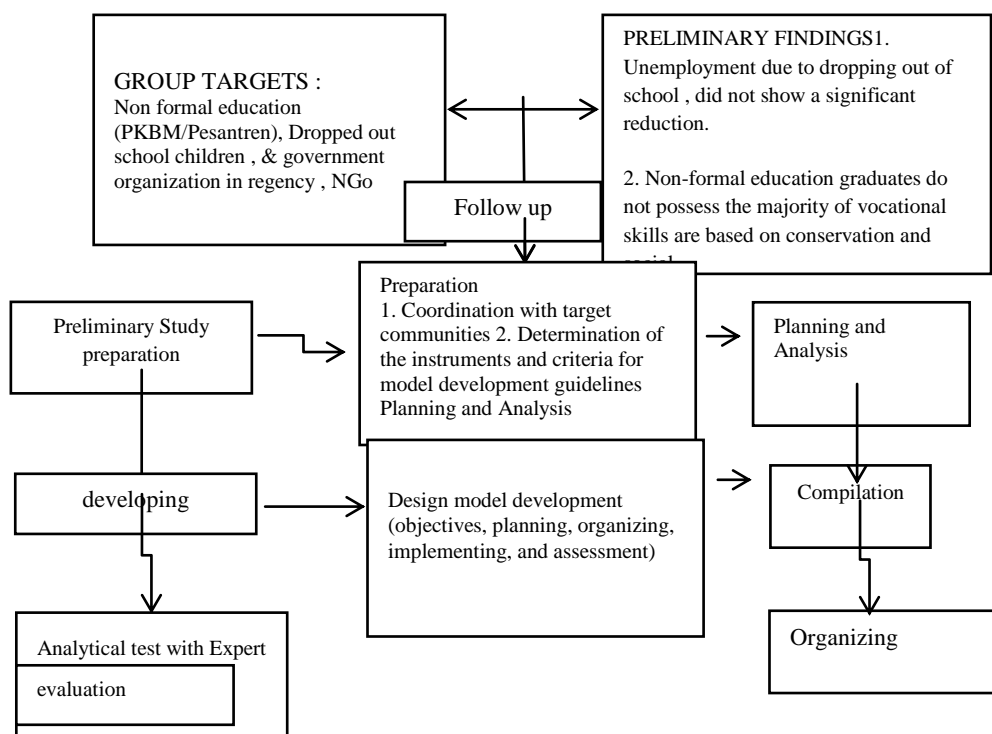 GROUP TARGETS :
Non formal education
(PKBM/Pesantren), Dropped out
school children , & government
organization in regency , NGo
PRELIMINARY FINDINGS1.
Unemployment due to dropping out of
school , did not show a significant
reduction.
2. Non-formal education graduates do
not possess the majority of vocational
skills are based on conservation and
Follow up
Preparation
1. Coordination with target
communities 2. Determination of
the instruments and criteria for
model development guidelines
Planning and Analysis
Preliminary Study
preparation
Planning and
Analysis
developing
Design model development
(objectives, planning, organizing,
implementing, and assessment)
Compilation
Analytical test with Expert
evaluation
Organizing